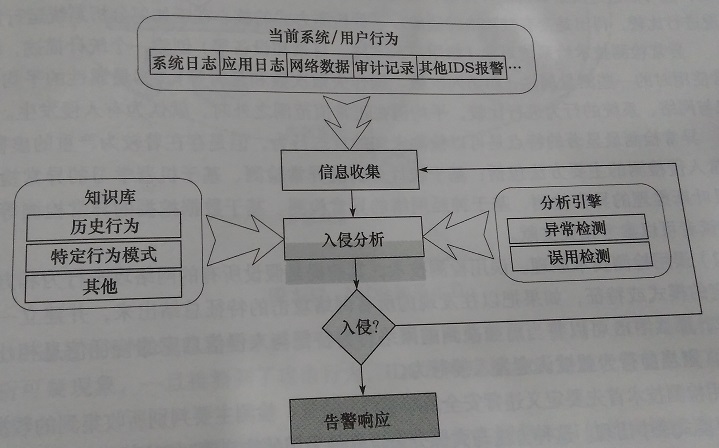 当前系统/用户行为
系统日志 应用日志 网络数据 审计记录 其他IDS报警 …
信息收集
知识库
历史行为
特定行为模式
其他
入侵分析
分析引擎
异常检测
误用检测
入侵?
告警响应